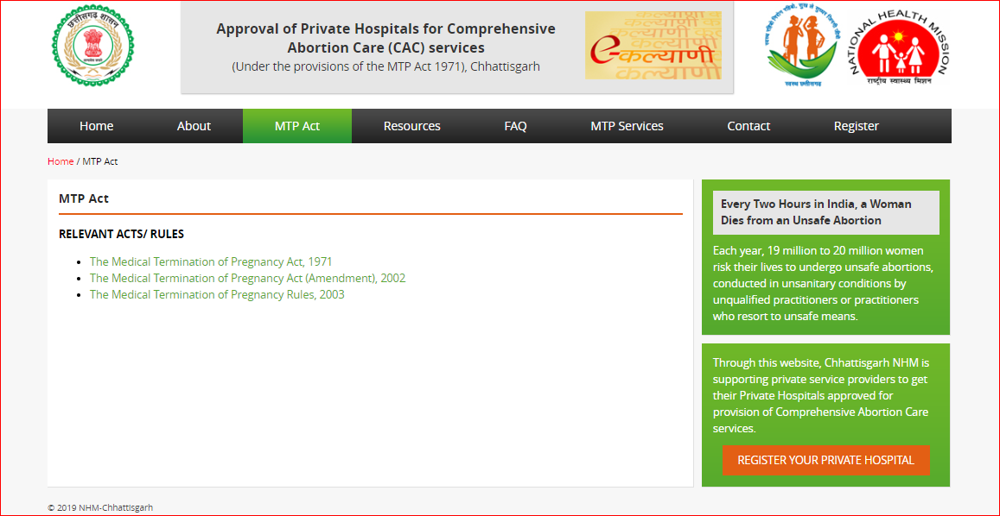 छत्तीसगढ़ शासन
Approval of Private Hospitals for Comprehensive
Abortion Care (CAC) services
(Under the provisions of the MTP Act 1971), Chhattisgarh
e-कल्याणी
स्वस्थ छत्तीसगढ़
NATIONAL HEALTH MISSION
राष्ट्रीय स्वास्थ्य मिशन
Home About MTP Act Resources FAQ MTP Services Contact Register
Home / MTP Act
MTP Act
RELEVANT ACTS/ RULES
The Medical Termination of Pregnancy Act, 1971
The Medical Termination of Pregnancy Act (Amendment), 2002
The Medical Termination of Pregnancy Rules, 2003
Every Two Hours in India, a Woman
Dies from an Unsafe Abortion
Each year, 19 million to 20 million women
risk their lives to undergo unsafe abortions,
conducted in unsanitary conditions by
unqualified practitioners or practitioners
who resort to unsafe means.
Through this website, Chhattisgarh NHM is
supporting private service providers to get
their Private Hospitals approved for
provision of Comprehensive Abortion Care
services.
REGISTER YOUR PRIVATE HOSPITAL
© 2019 NHM-Chhattisgarh